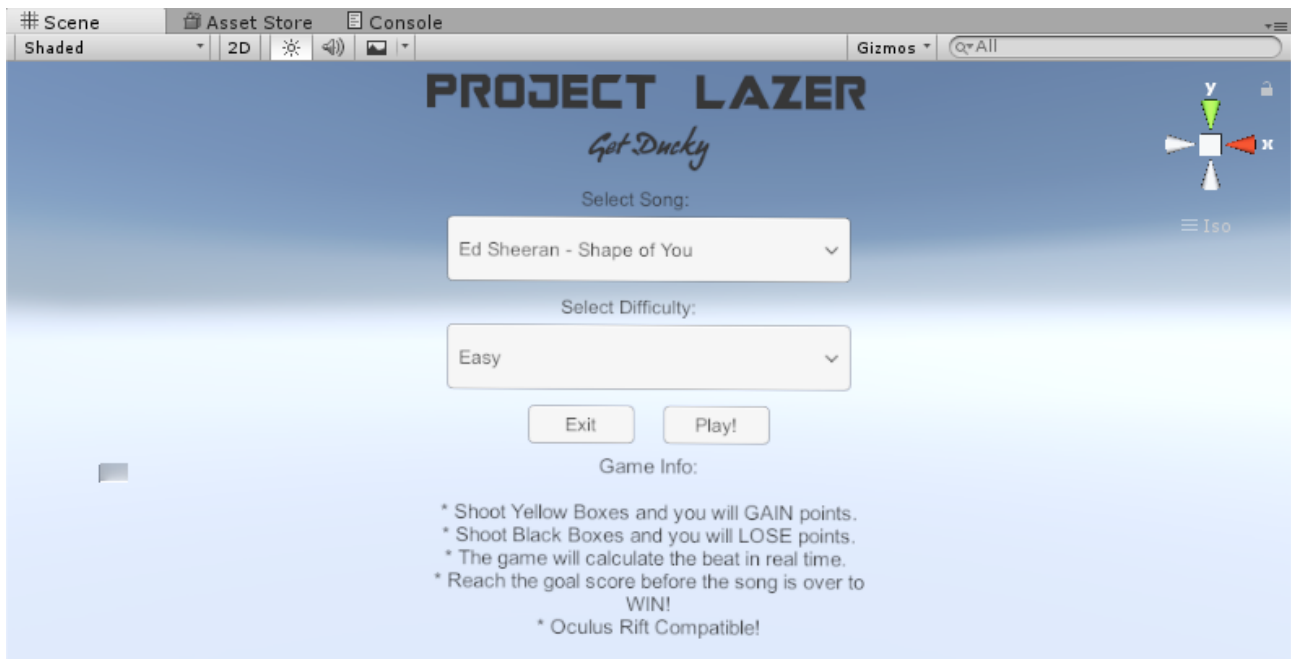 Scene Asset Store Console
Shaded 2D Gizmos All
PROJECT LAZER
y
Get Ducky
x
Select Song:
Iso
Ed Sheeran - Shape of You
Select Difficulty:
Easy
Exit Play!
Game Info:
* Shoot Yellow Boxes and you will GAIN points.
* Shoot Black Boxes and you will LOSE points.
* The game will calculate the beat in real time.
* Reach the goal score before the song is over to
WIN!
* Oculus Rift Compatible!